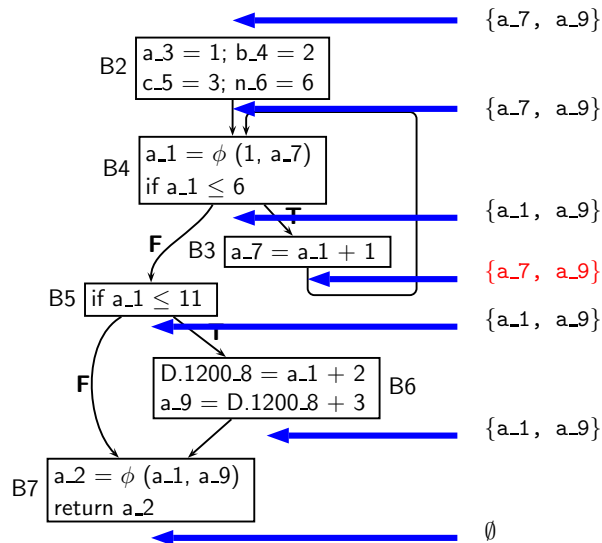 {a_7, a_9}
B2
a_3 = 1; b_4 = 2
c_5 = 3; n_6 = 6
{a_7, a_9}
B4
a_1 = ϕ (1, a_7)
if a_1 ≤ 6
T
{a_1, a_9}
F
B3
a_7 = a_1 + 1
{a_7, a_9}
B5
if a_1 ≤ 11
T
{a_1, a_9}
F
D.1200_8 = a_1 + 2
a_9 = D.1200_8 + 3
B6
{a_1, a_9}
B7
a_2 = ϕ (a_1, a_9)
return a_2
∅